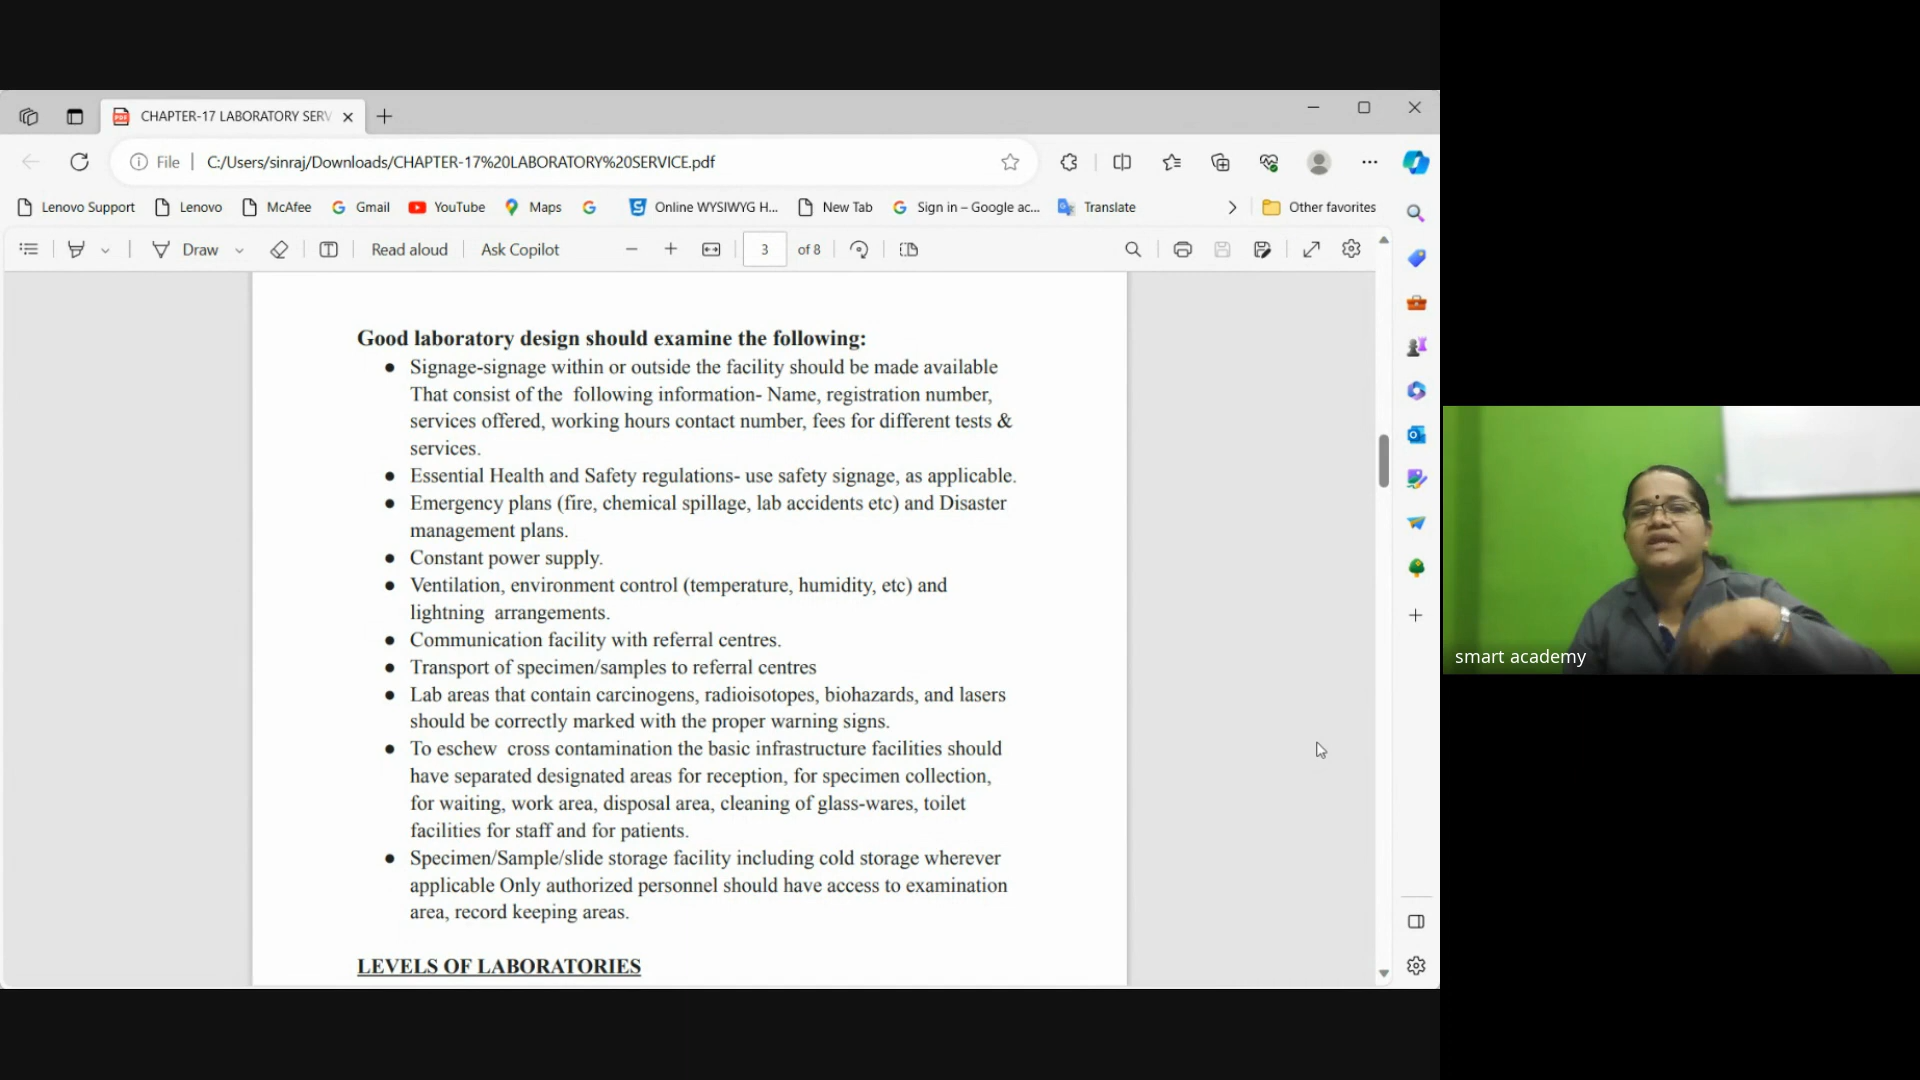 CHAPTER-17 LABORATORY SERV
File
C:/Users/sinraj/Downloads/CHAPTER-17%20LABORATORY%20SERVICE.pdf
Lenovo Support Lenovo McAfee Gmail YouTube Maps Online WYSIWYG H... New Tab Sign in – Google ac... Translate Other favorites
Draw Read aloud Ask Copilot 3 of 8
Good laboratory design should examine the following:
● Signage-signage within or outside the facility should be made available
That consist of the following information- Name, registration number,
services offered, working hours contact number, fees for different tests &
services.
● Essential Health and Safety regulations- use safety signage, as applicable.
● Emergency plans (fire, chemical spillage, lab accidents etc) and Disaster
management plans.
● Constant power supply.
● Ventilation, environment control (temperature, humidity, etc) and
lightning arrangements.
● Communication facility with referral centres.
● Transport of specimen/samples to referral centres
● Lab areas that contain carcinogens, radioisotopes, biohazards, and lasers
should be correctly marked with the proper warning signs.
● To eschew cross contamination the basic infrastructure facilities should
have separated designated areas for reception, for specimen collection,
for waiting, work area, disposal area, cleaning of glass-wares, toilet
facilities for staff and for patients.
● Specimen/Sample/slide storage facility including cold storage wherever
applicable Only authorized personnel should have access to examination
area, record keeping areas.
LEVELS OF LABORATORIES
smart academy